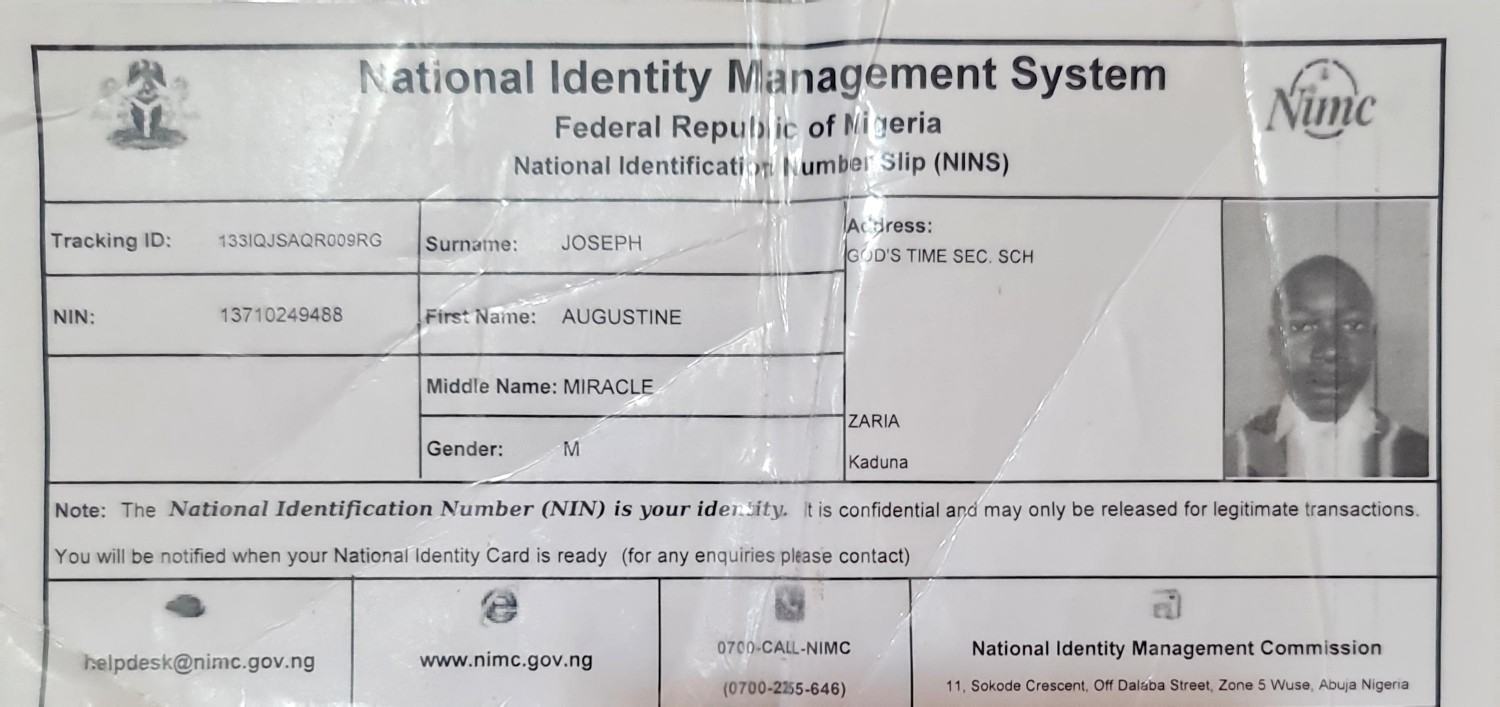 National Identity Management System
Federal Republic of Nigeria
National Identification Number Slip (NINS)
Nimc
Tracking ID: 133IQJSAQR009RG
Surname: JOSEPH
Address:
GOD'S TIME SEC. SCH
NIN: 13710249488
First Name: AUGUSTINE
Middle Name: MIRACLE
Gender: M
ZARIA
Kaduna
Note: The National Identification Number (NIN) is your identity. It is confidential and may only be released for legitimate transactions.
You will be notified when your National Identity Card is ready (for any enquiries please contact)
helpdesk@nimc.gov.ng
www.nimc.gov.ng
0700-CALL-NIMC
(0700-2255-646)
National Identity Management Commission
11, Sokode Crescent, Off Dalaba Street, Zone 5 Wuse, Abuja Nigeria